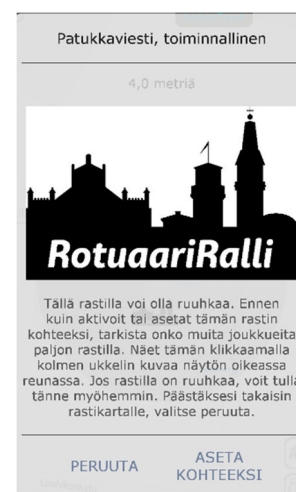 Patukkaviesti, toiminnallinen
4,0 metriä
RotuaariRalli
Tällä rastilla voi olla ruuhkaa. Ennen
kuin aktivoit tai asetat tämän rastin
kohteeksi, tarkista onko muita joukkueita
paljon rastilla. Näet tämän klikkaamalla
kolmen ukkelin kuvaa näytön oikeassa
reunassa. Jos rastilla on ruuhkaa, voit tulla
tänne myöhemmin. Päästäksesi takaisin
rastikartalle, valitse peruuta.
PERUUTA
ASETA
KOHTEEKSI